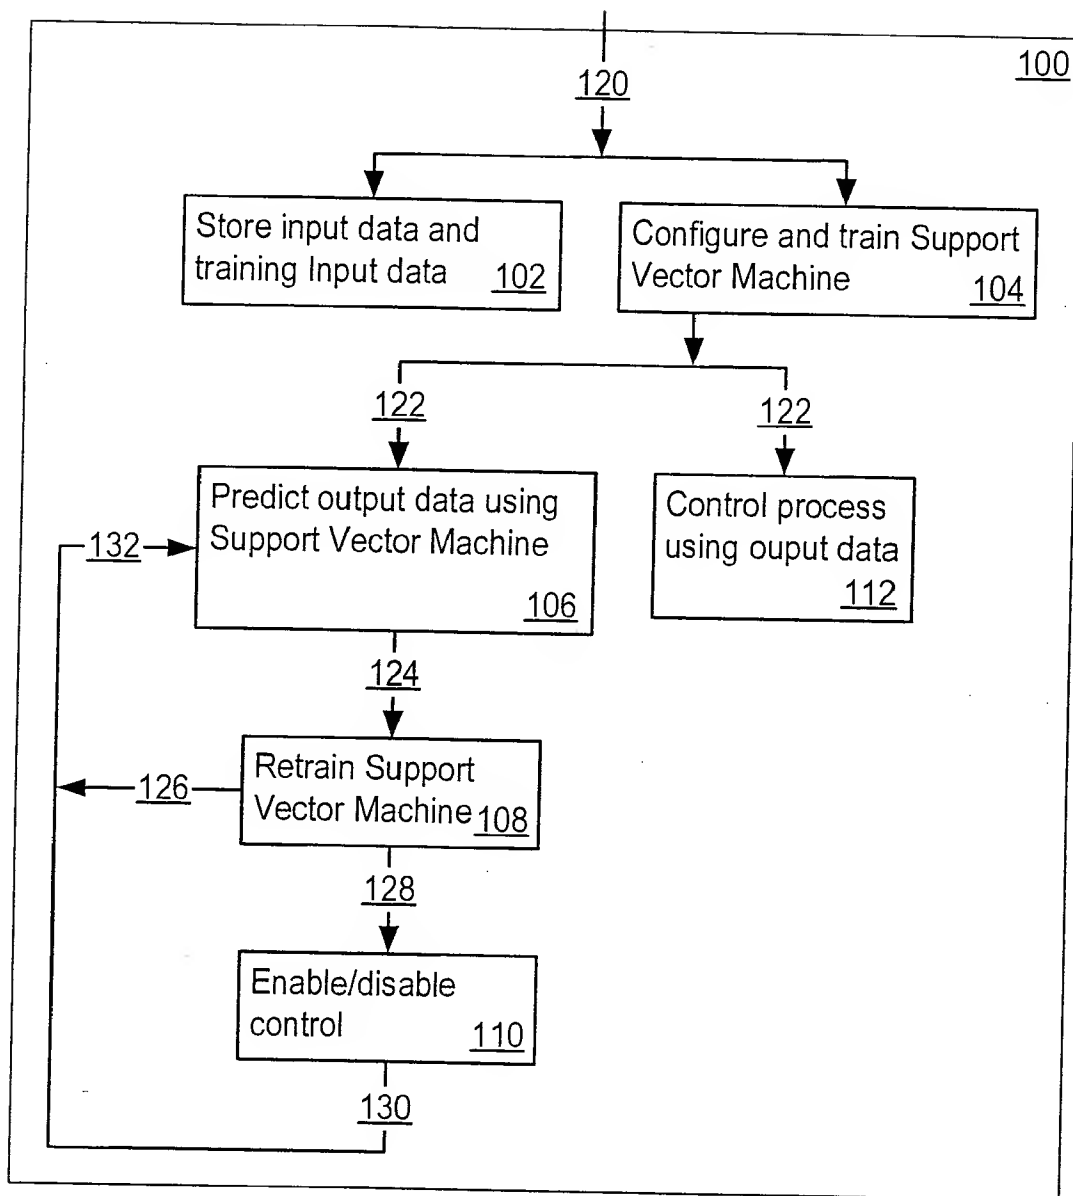 100
120
Store input data and
training Input data 102
Configure and train Support
Vector Machine
104
122
122
Predict output data using
Support Vector Machine
106
Control process
using ouput data
112
132
124
Retrain Support
Vector Machine 108
126
128
Enable/disable
control
110
130